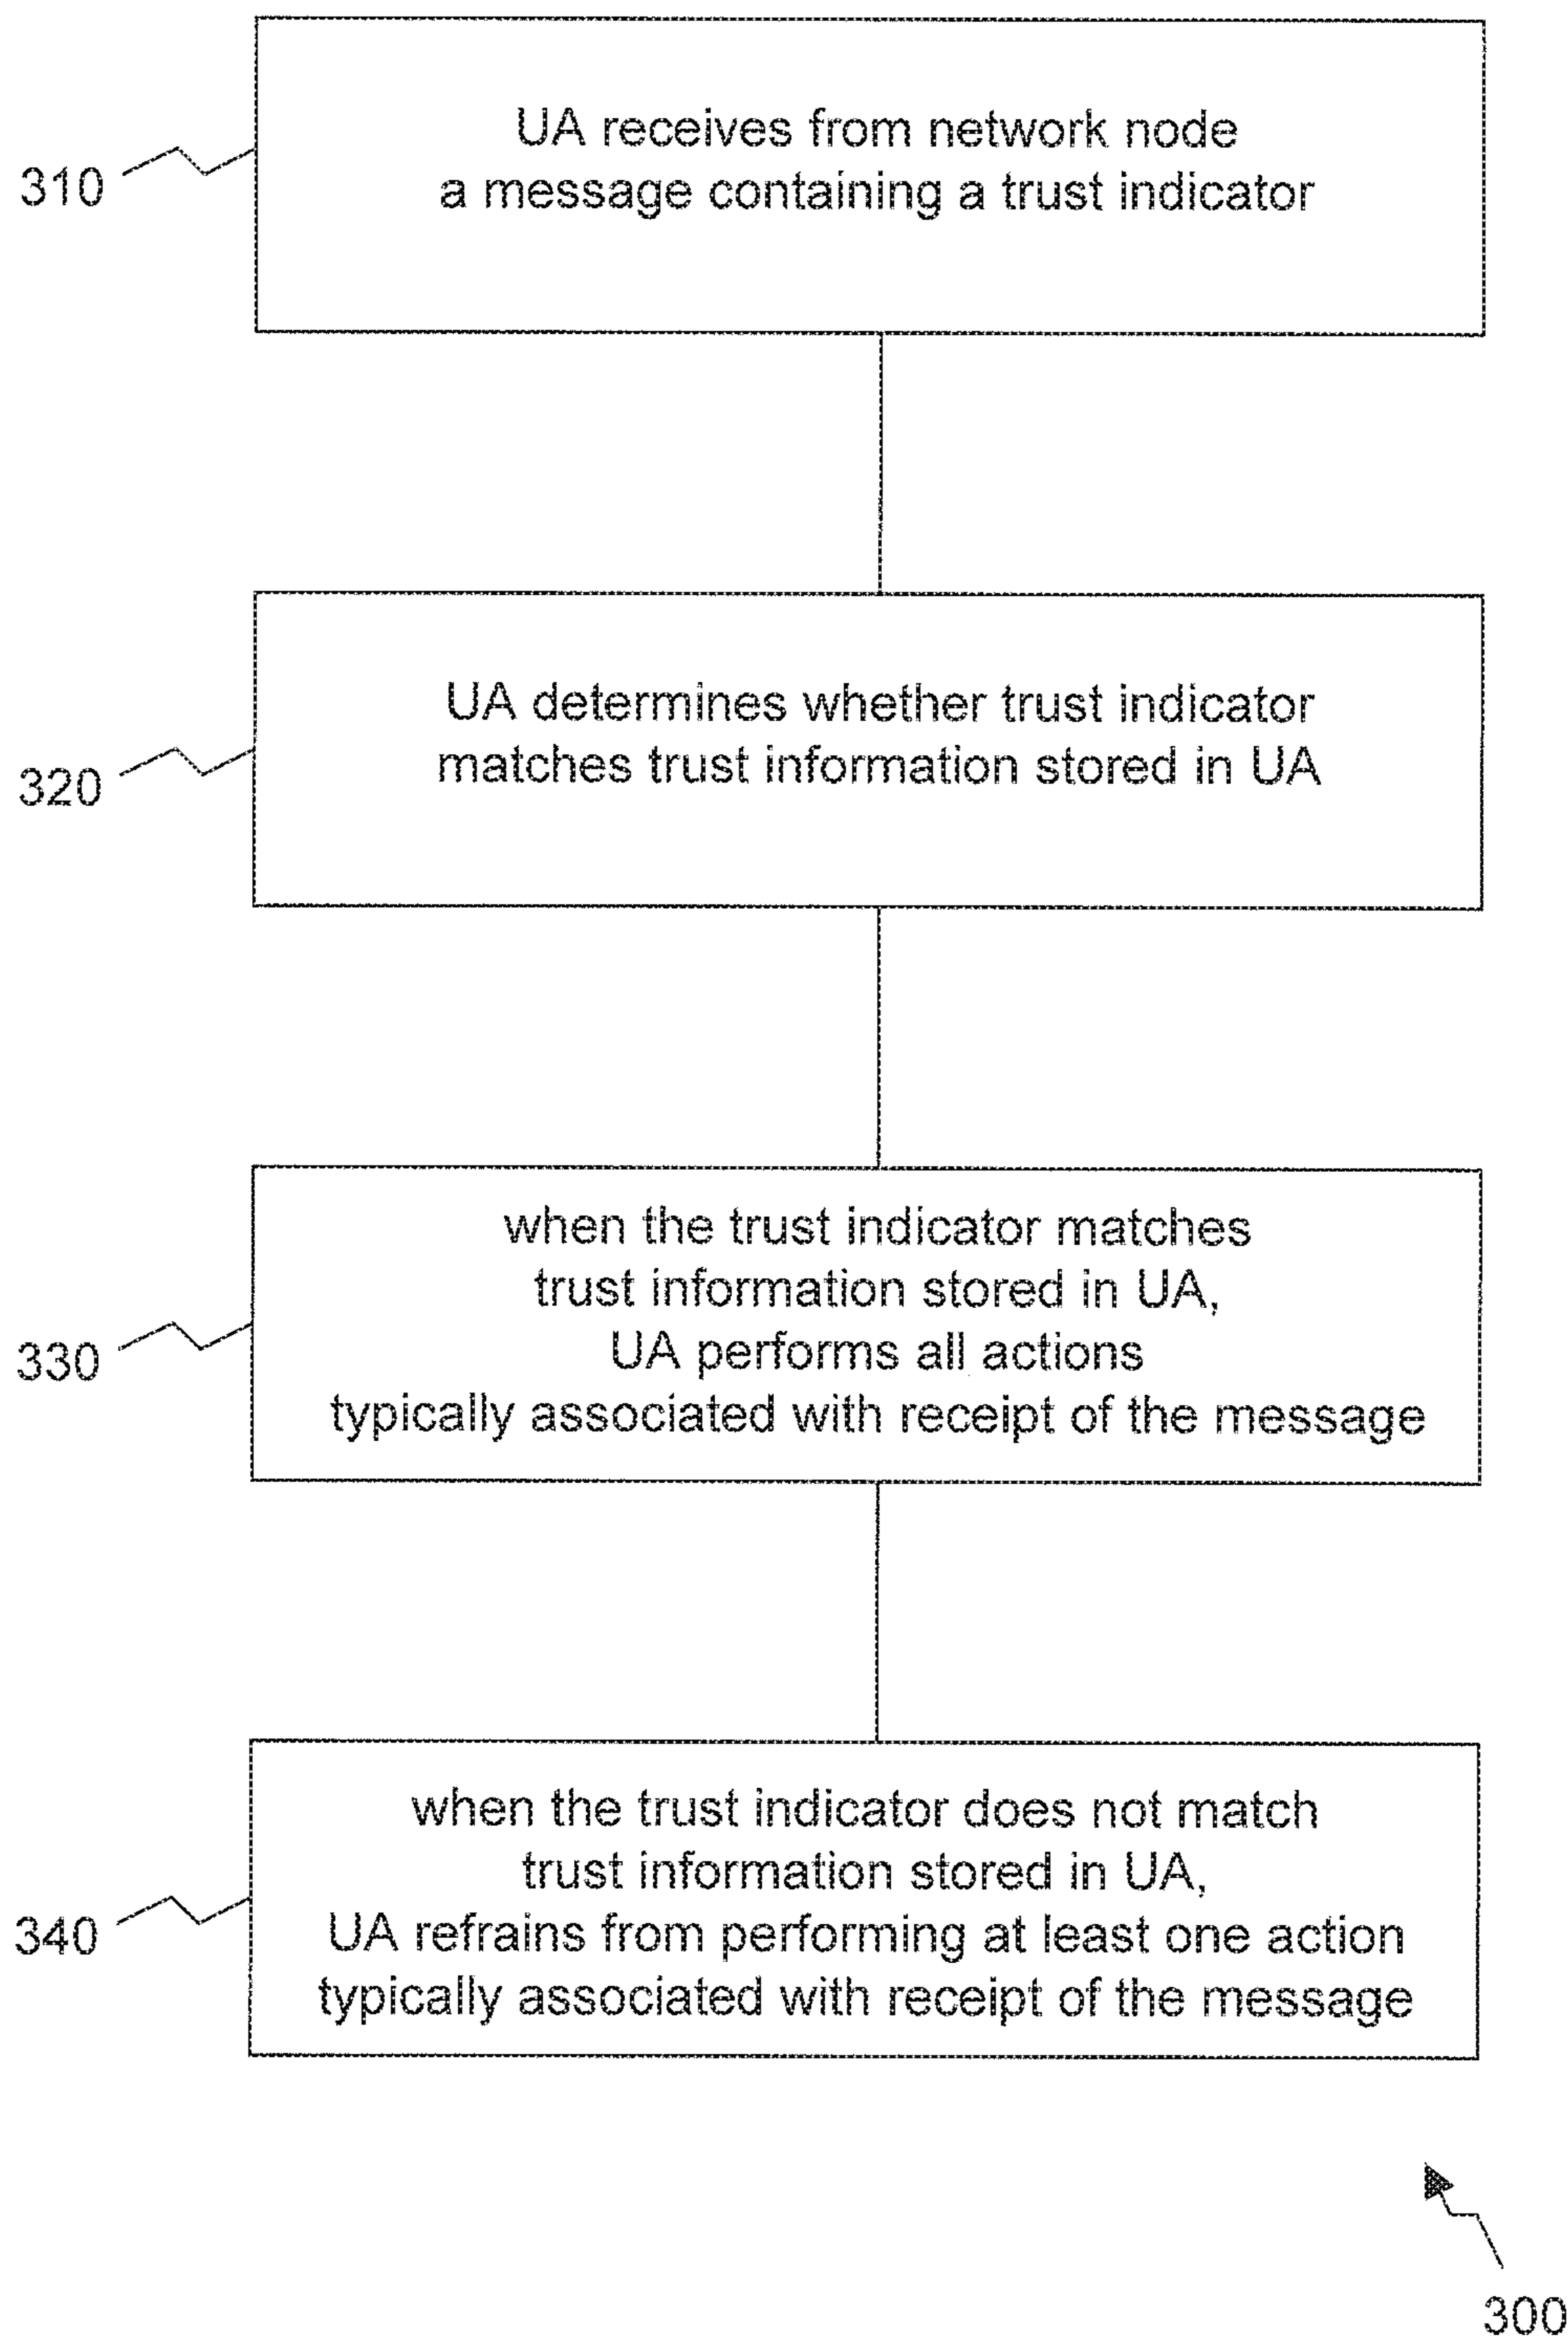 UA receives from network node
a message containing a trust indicator
310
UA determines whether trust indicator
matches trust information stored in UA
320
when the trust indicator matches
trust information stored in UA,
UA performs all actions
typically associated with receipt of the message
330
when the trust indicator does not match
trust information stored in UA,
UA refrains from performing at least one action
typically associated with receipt of the message
340
300